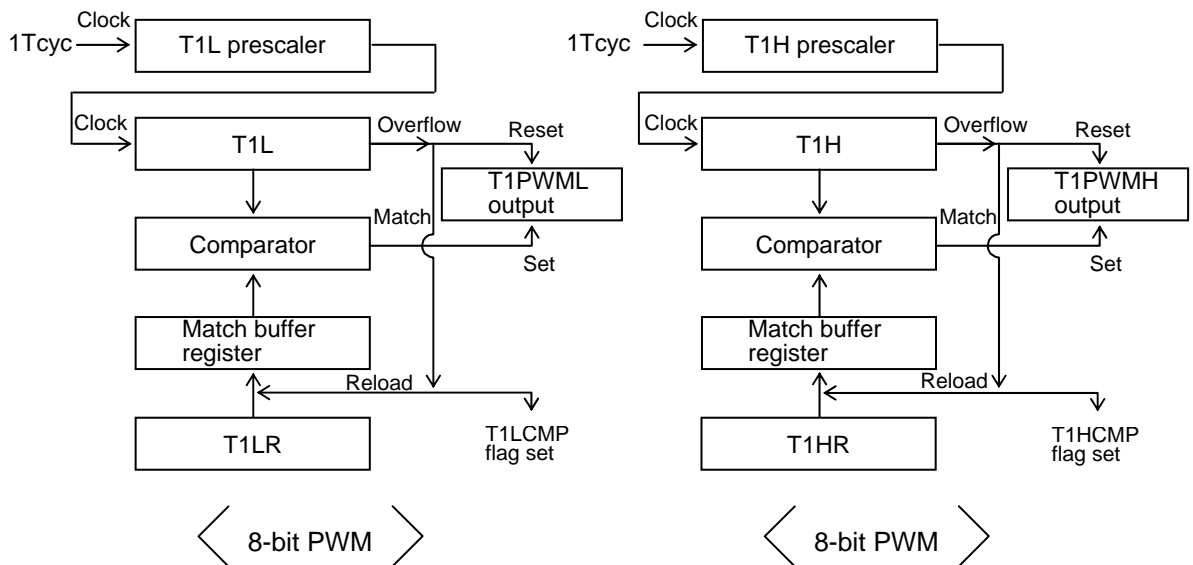 Clock
1Tcyc
T1L prescaler
Clock
T1L
Overflow
Reset
T1PWML
output
Comparator
Match
Set
Match buffer
register
Reload
T1LR
T1LCMP
flag set
8-bit PWM
Clock
1Tcyc
T1H prescaler
Clock
T1H
Overflow
Reset
T1PWMH
output
Comparator
Match
Set
Match buffer
register
Reload
T1HR
T1HCMP
flag set
8-bit PWM